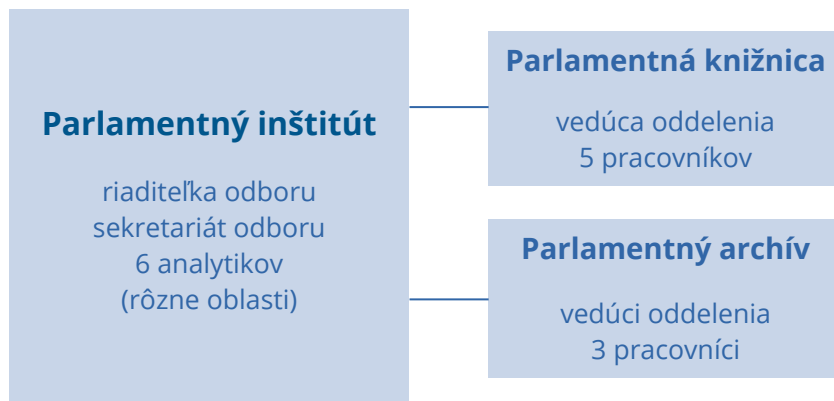 Parlamentný inštitút
riaditeľka odboru
sekretariát odboru
6 analytikov
(rôzne oblasti)
Parlamentná knižnica
vedúca oddelenia
5 pracovníkov
Parlamentný archív
vedúci oddelenia
3 pracovníci